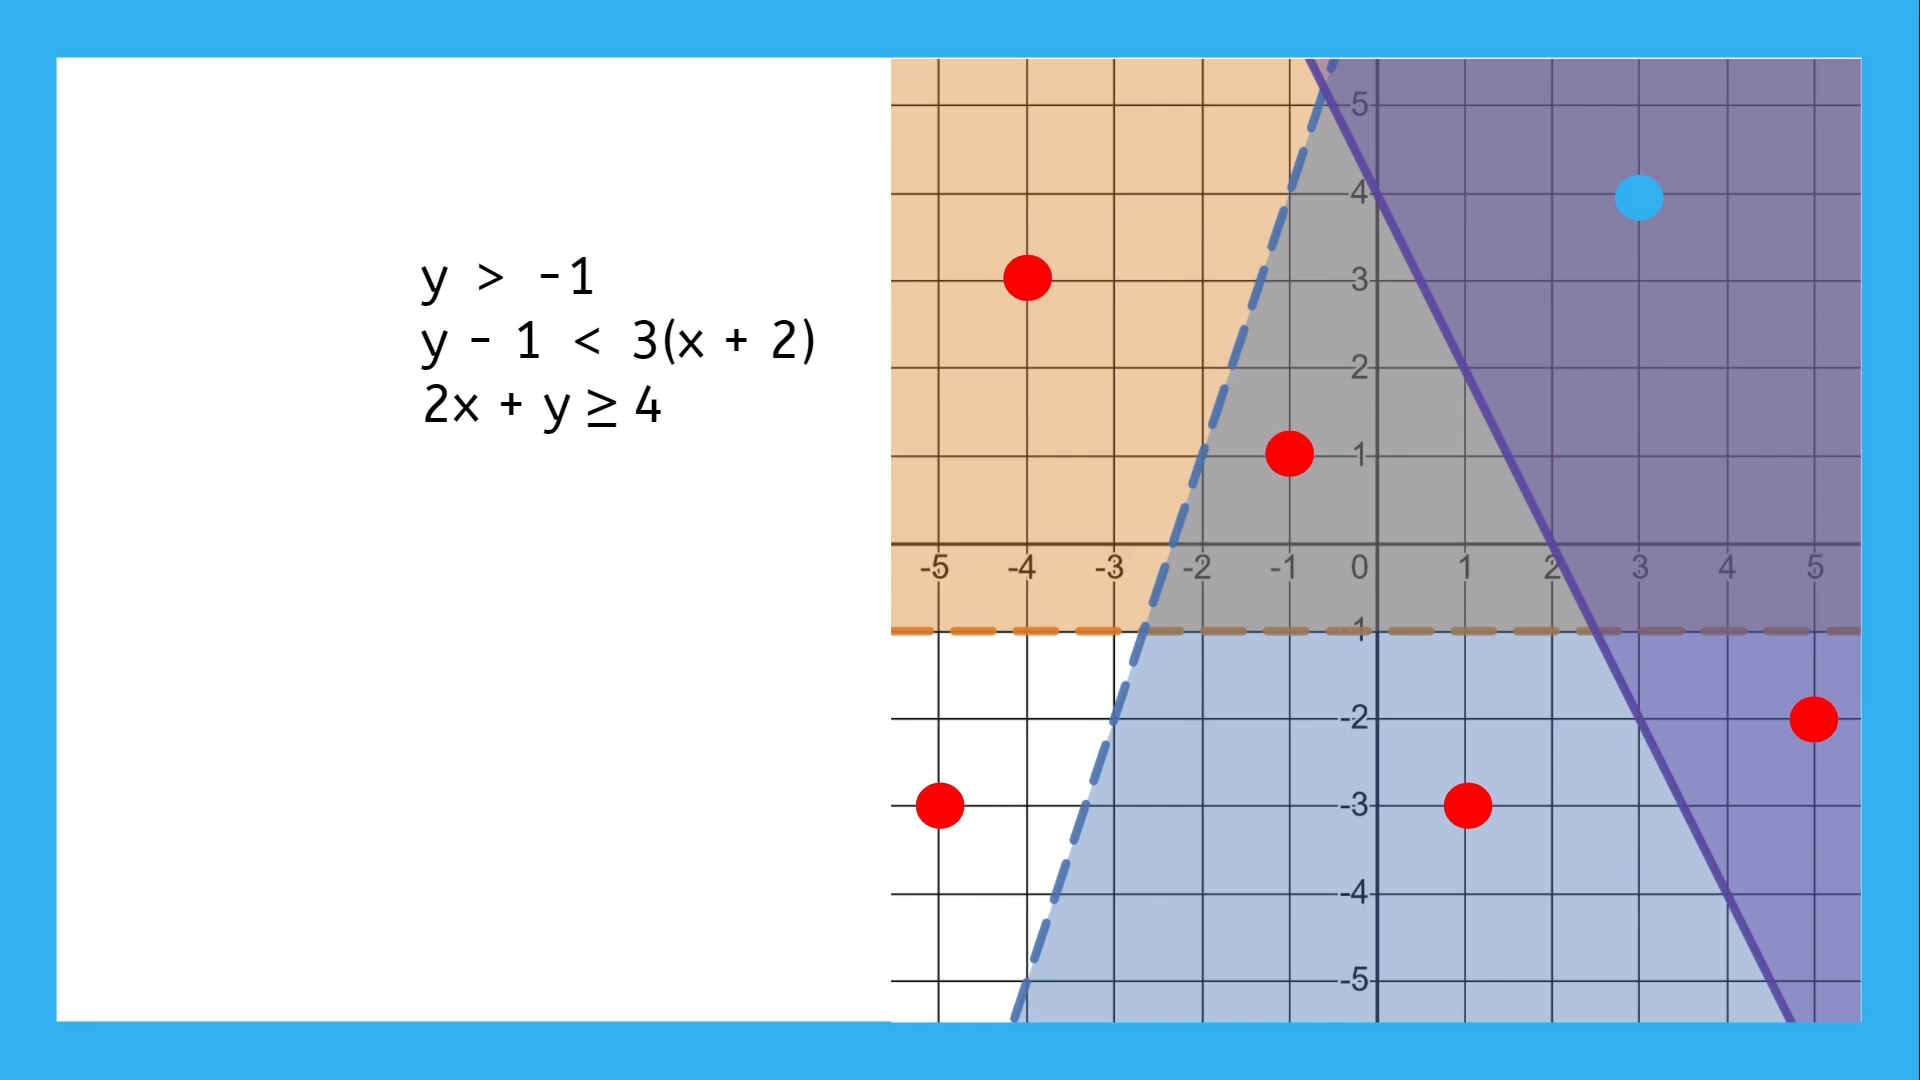 y > -1
y - 1 < 3(x + 2)
2x + y ≥ 4
5
4
3
2
1
-5 -4 -3 -2 -1 0 1 2 3 4 5
-1
-2
-3
-4
-5